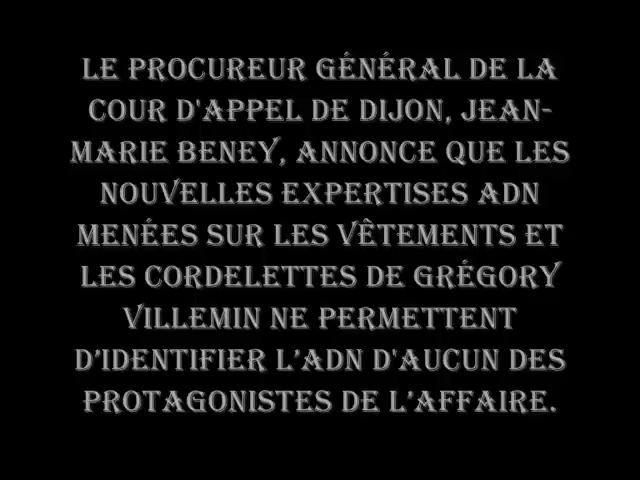 LE PROCUREUR GÉNÉRAL DE LA
COUR D'APPEL DE DIJON, JEAN-
MARIE BENEY, ANNONCE QUE LES
NOUVELLES EXPERTISES ADN
MENÉES SUR LES VÊTEMENTS ET
LES CORDELETTES DE GRÉGORY
VILLEMIN NE PERMETTENT
D’IDENTIFIER L’ADN D'AUCUN DES
PROTAGONISTES DE L’AFFAIRE.